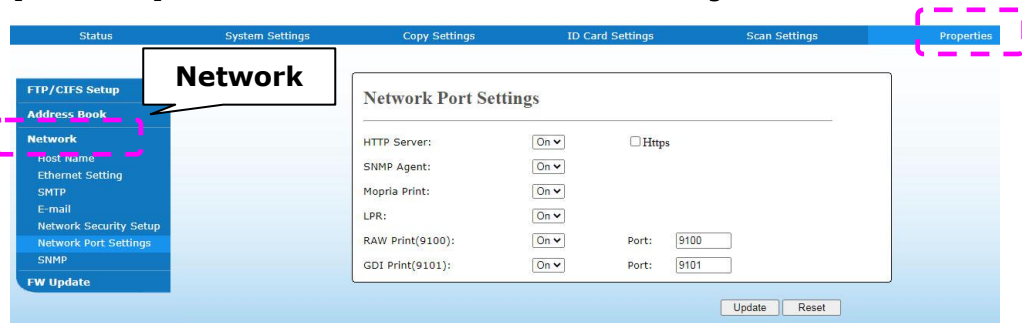 Status System Settings Copy Settings ID Card Settings Scan Settings Properties
Network
FTP/CIFS Setup
Address Book
Network
Host Name
Ethernet Setting
SMTP
E-mail
Network Security Setup
Network Port Settings
SNMP
FW Update
Network Port Settings
HTTP Server: On Https
SNMP Agent: On
Mopria Print: On
LPR: On
RAW Print(9100): On Port: 9100
GDI Print(9101): On Port: 9101
Update Reset